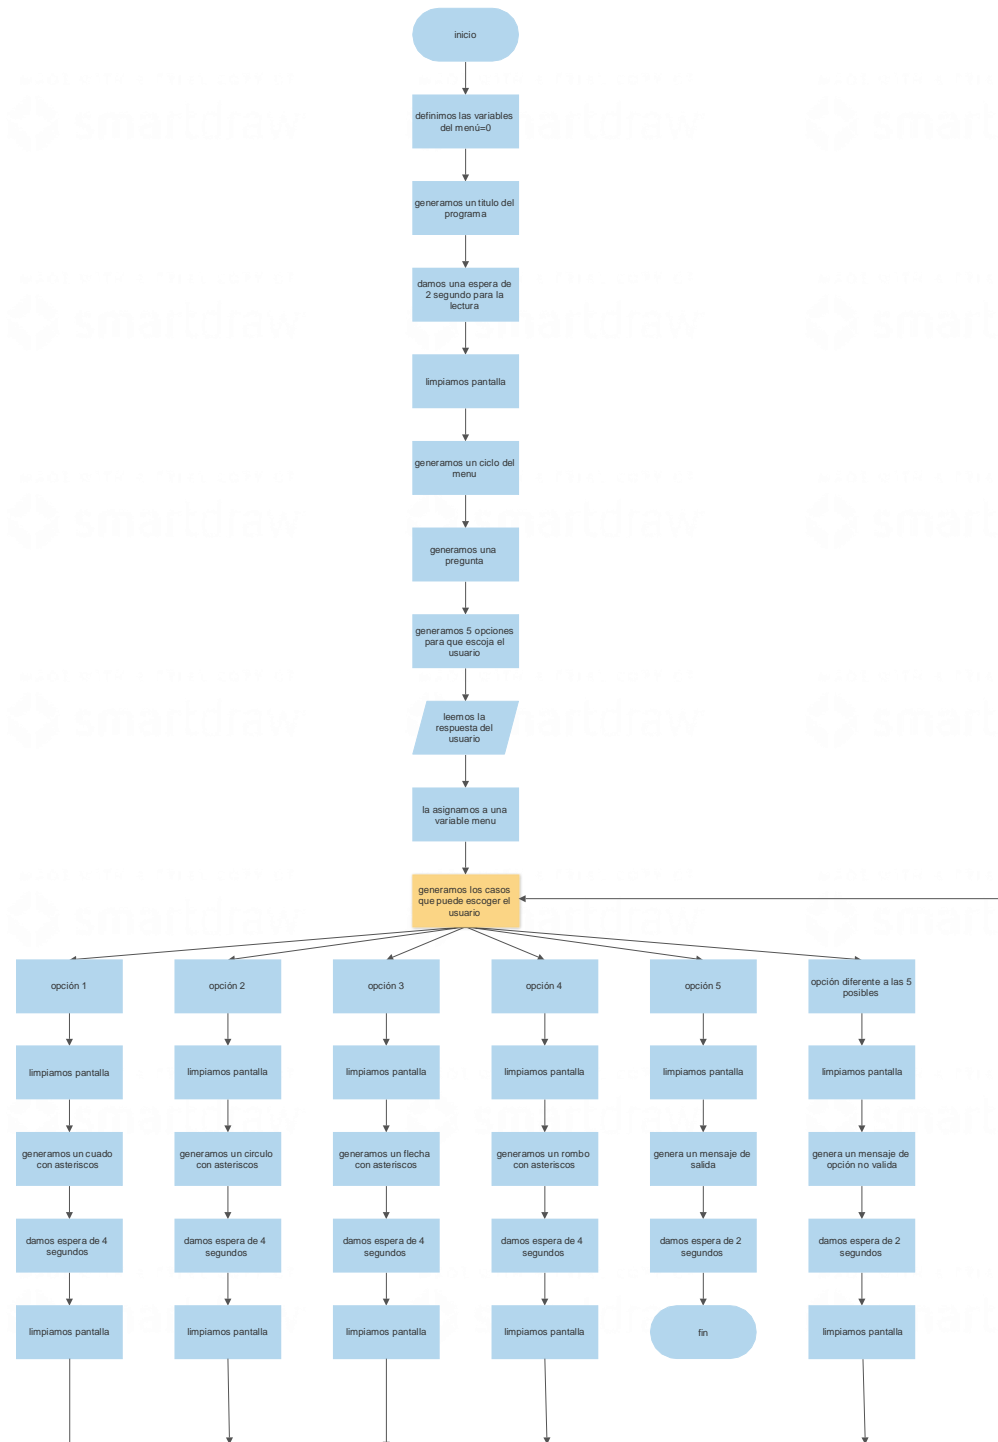 inicio
definimos las variables
del menú=0
generamos un titulo del
programa
damos una espera de
2 segundo para la
lectura
limpiamos pantalla
generamos un ciclo del
menu
generamos una
pregunta
generamos 5 opciones
para que escoja el
usuario
leemos la
respuesta del
usuario
la asignamos a una
variable menu
generamos los casos
que puede escoger el
usuario
opción 1
opción 2
opción 3
opción 4
opción 5
opción diferente a las 5
posibles
limpiamos pantalla
limpiamos pantalla
limpiamos pantalla
limpiamos pantalla
limpiamos pantalla
limpiamos pantalla
generamos un cuado
con asteriscos
generamos un circulo
con asteriscos
generamos un flecha
con asteriscos
generamos un rombo
con asteriscos
genera un mensaje de
salida
genera un mensaje de
opción no valida
damos espera de 4
segundos
damos espera de 4
segundos
damos espera de 4
segundos
damos espera de 4
segundos
damos espera de 2
segundos
damos espera de 2
segundos
limpiamos pantalla
limpiamos pantalla
limpiamos pantalla
limpiamos pantalla
fin
limpiamos pantalla